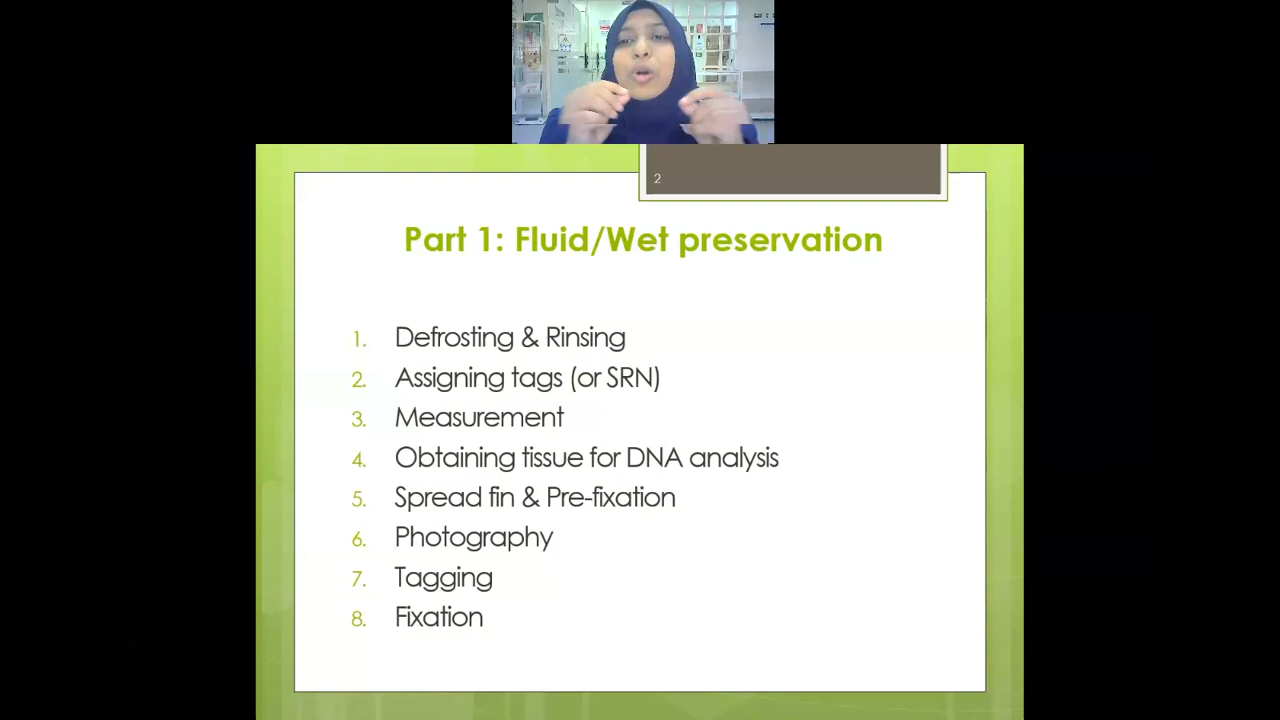 2
Part 1: Fluid/Wet preservation
1. Defrosting & Rinsing
2. Assigning tags (or SRN)
3. Measurement
4. Obtaining tissue for DNA analysis
5. Spread fin & Pre-fixation
6. Photography
7. Tagging
8. Fixation